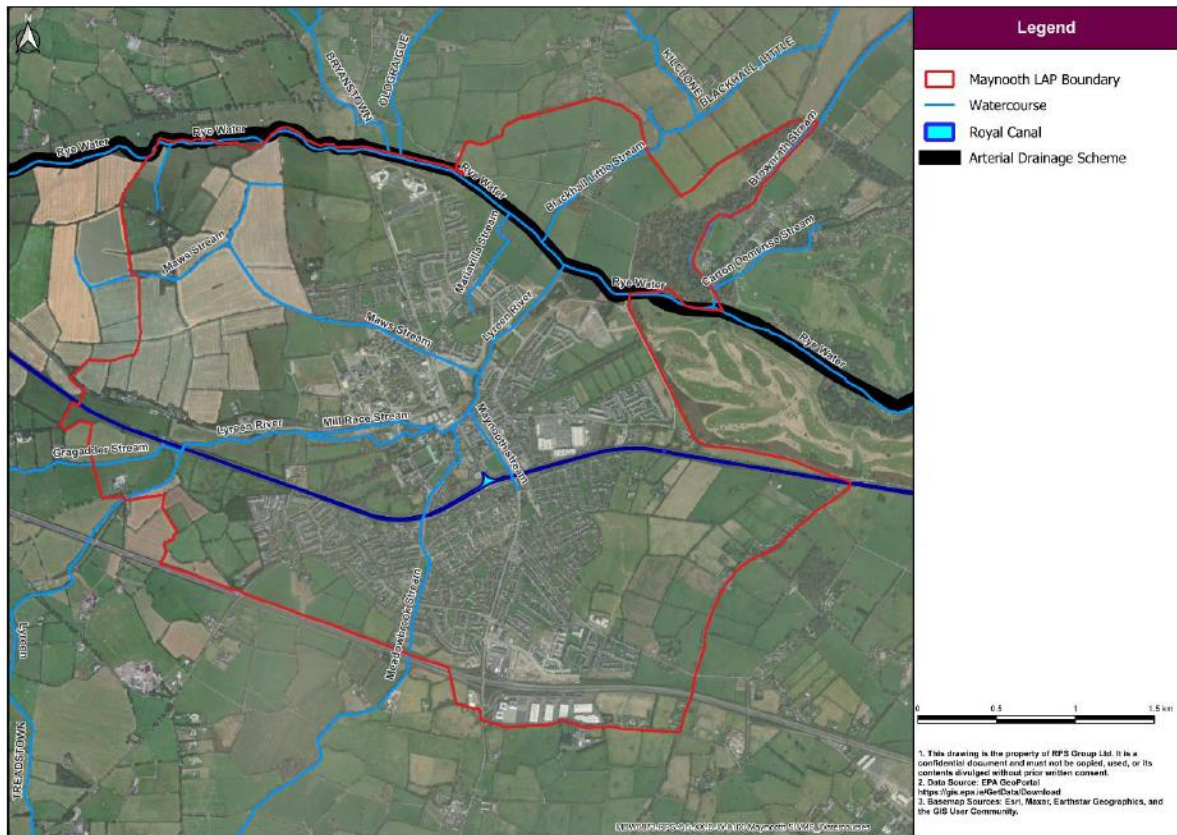 Legend
Maynooth LAP Boundary
Watercourse
Royal Canal
Arterial Drainage Scheme
N
BRYANSTOWN
OLDGRAIGUE
KILCLONE
BLACKHALL_LITTLE
Rye Water
Rye Water
Rye Water
Blackhall Little Stream
Brownrath Stream
Carton Demense Stream
Maws Stream
Mariavilla Stream
Rye Water
Lyreen River
Maws Stream
Rye Water
Mill Race Stream
Maynooth Stream
Lyreen River
Gragadder Stream
Meadowbrook Stream
Lyreen
TREADSTOWN
0 0.5 1 1.5 km
1. This drawing is the property of RPS Group Ltd. It is a
confidential document and must not be copied, used, or its
contents divulged without prior written consent.
2. Data Source: EPA GeoPortal
https://gis.epa.ie/GetData/Download
3. Basemap Sources: Esri, Maxar, Earthstar Geographics, and
the GIS User Community.